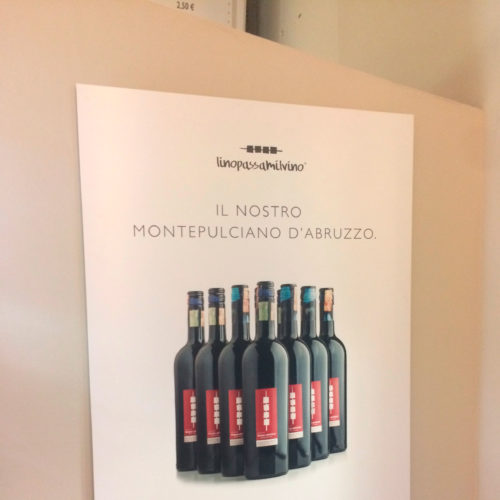 2.50 €
linopassamilvino®
IL NOSTRO
MONTEPULCIANO D'ABRUZZO.